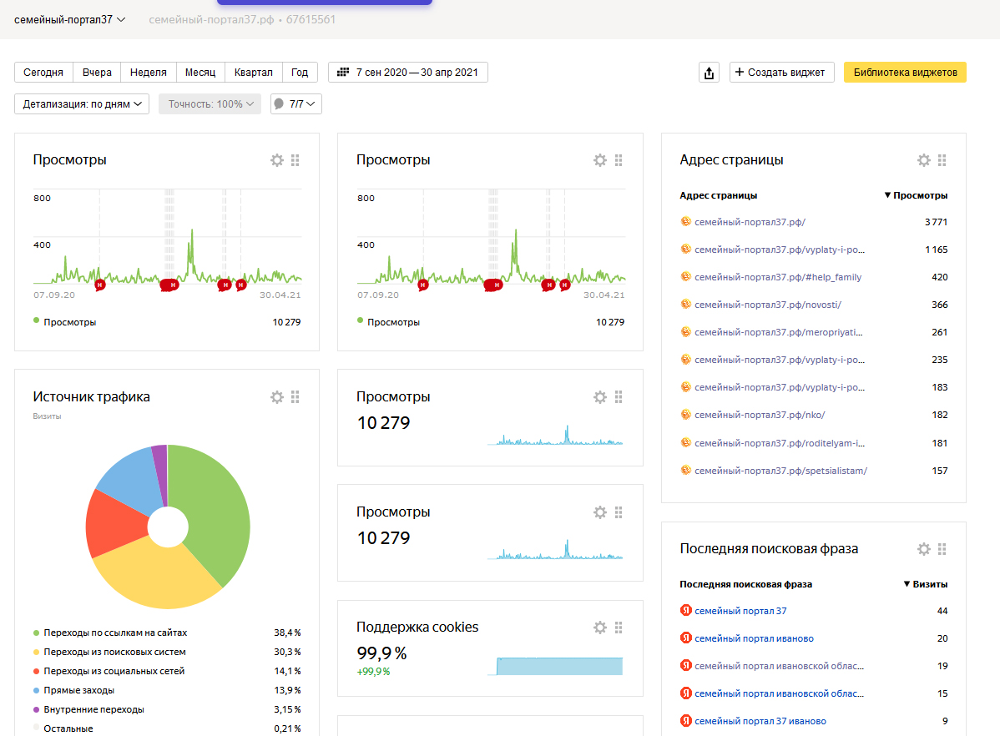 семейный-портал37
семейный-портал37.рф • 67615561
Сегодня Вчера Неделя Месяц Квартал Год
7 сен 2020 — 30 апр 2021
+ Создать виджет
Библиотека виджетов
Детализация: по дням
Точность: 100%
7/7
Просмотры
800
400
Н Н Н Н
07.09.20 30.04.21
Просмотры 10 279
Просмотры
800
400
Н Н Н Н
07.09.20 30.04.21
Просмотры 10 279
Адрес страницы
Адрес страницы ▼ Просмотры
семейный-портал37.рф/ 3 771
семейный-портал37.рф/vyplaty-i-po... 1 165
семейный-портал37.рф/#help_family 420
семейный-портал37.рф/novosti/ 366
семейный-портал37.рф/meropriyati... 261
семейный-портал37.рф/vyplaty-i-po... 235
семейный-портал37.рф/vyplaty-i-po... 183
семейный-портал37.рф/nko/ 182
семейный-портал37.рф/roditelyam-i... 181
семейный-портал37.рф/spetsialistam/ 157
Источник трафика
Визиты
Переходы по ссылкам на сайтах 38,4 %
Переходы из поисковых систем 30,3 %
Переходы из социальных сетей 14,1 %
Прямые заходы 13,9 %
Внутренние переходы 3,15 %
Остальные 0,21 %
Просмотры
10 279
Просмотры
10 279
Поддержка cookies
99,9 %
+99,9 %
Последняя поисковая фраза
Последняя поисковая фраза ▼ Визиты
Я семейный портал 37 44
Я семейный портал иваново 20
Я семейный портал ивановской облас... 19
Я семейный портал ивановской облас... 15
Я семейный портал 37 иваново 9